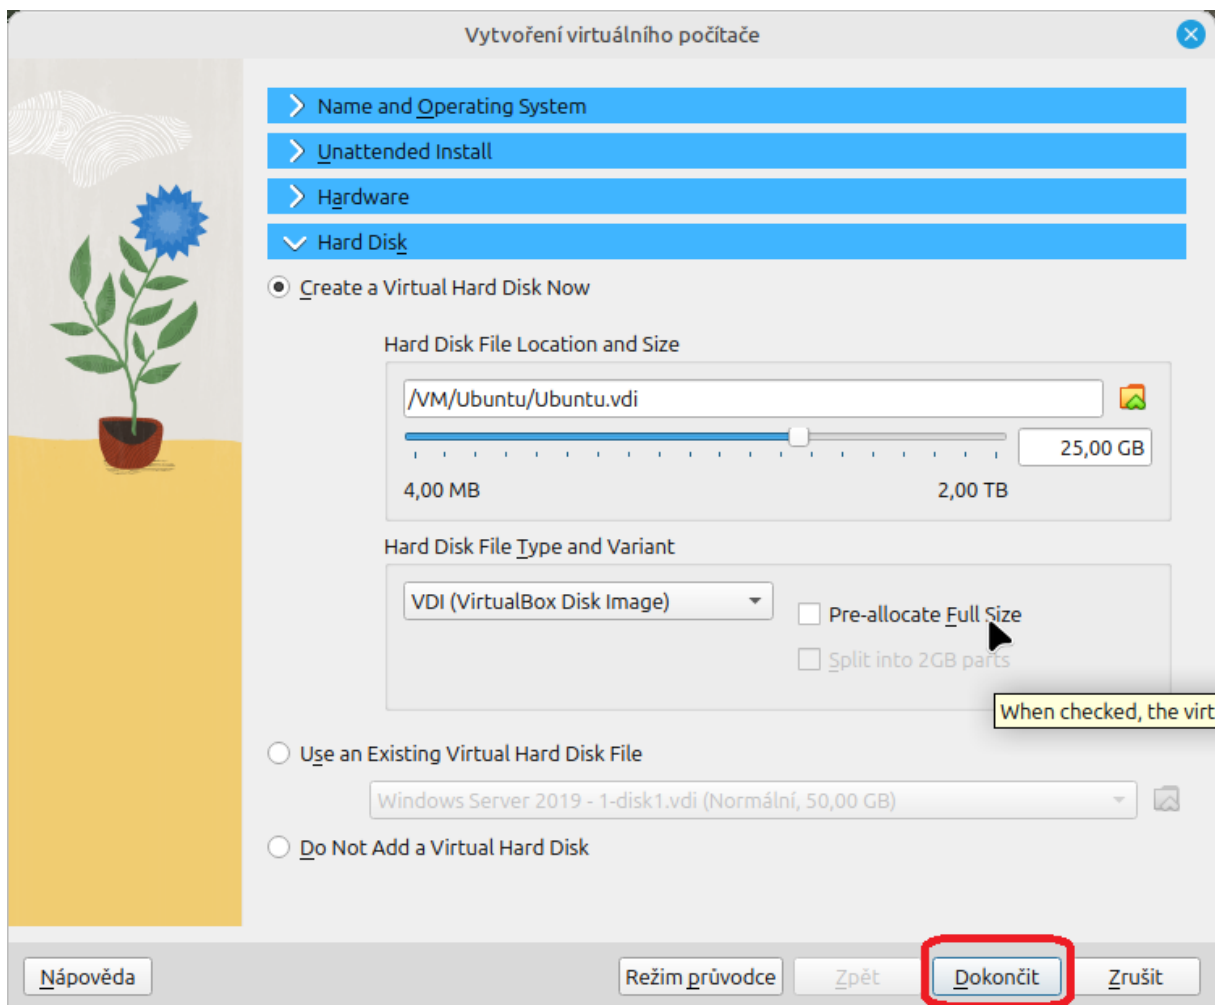 Vytvoření virtuálního počítače
Name and Operating System
Unattended Install
Hardware
Hard Disk
Create a Virtual Hard Disk Now
Hard Disk File Location and Size
/VM/Ubuntu/Ubuntu.vdi
25,00 GB
4,00 MB 2,00 TB
Hard Disk File Type and Variant
VDI (VirtualBox Disk Image)
Pre-allocate Full Size
Split into 2GB parts
When checked, the virt
Use an Existing Virtual Hard Disk File
Windows Server 2019 - 1-disk1.vdi (Normální, 50,00 GB)
Do Not Add a Virtual Hard Disk
Nápověda Režim průvodce Zpět Dokončit Zrušit